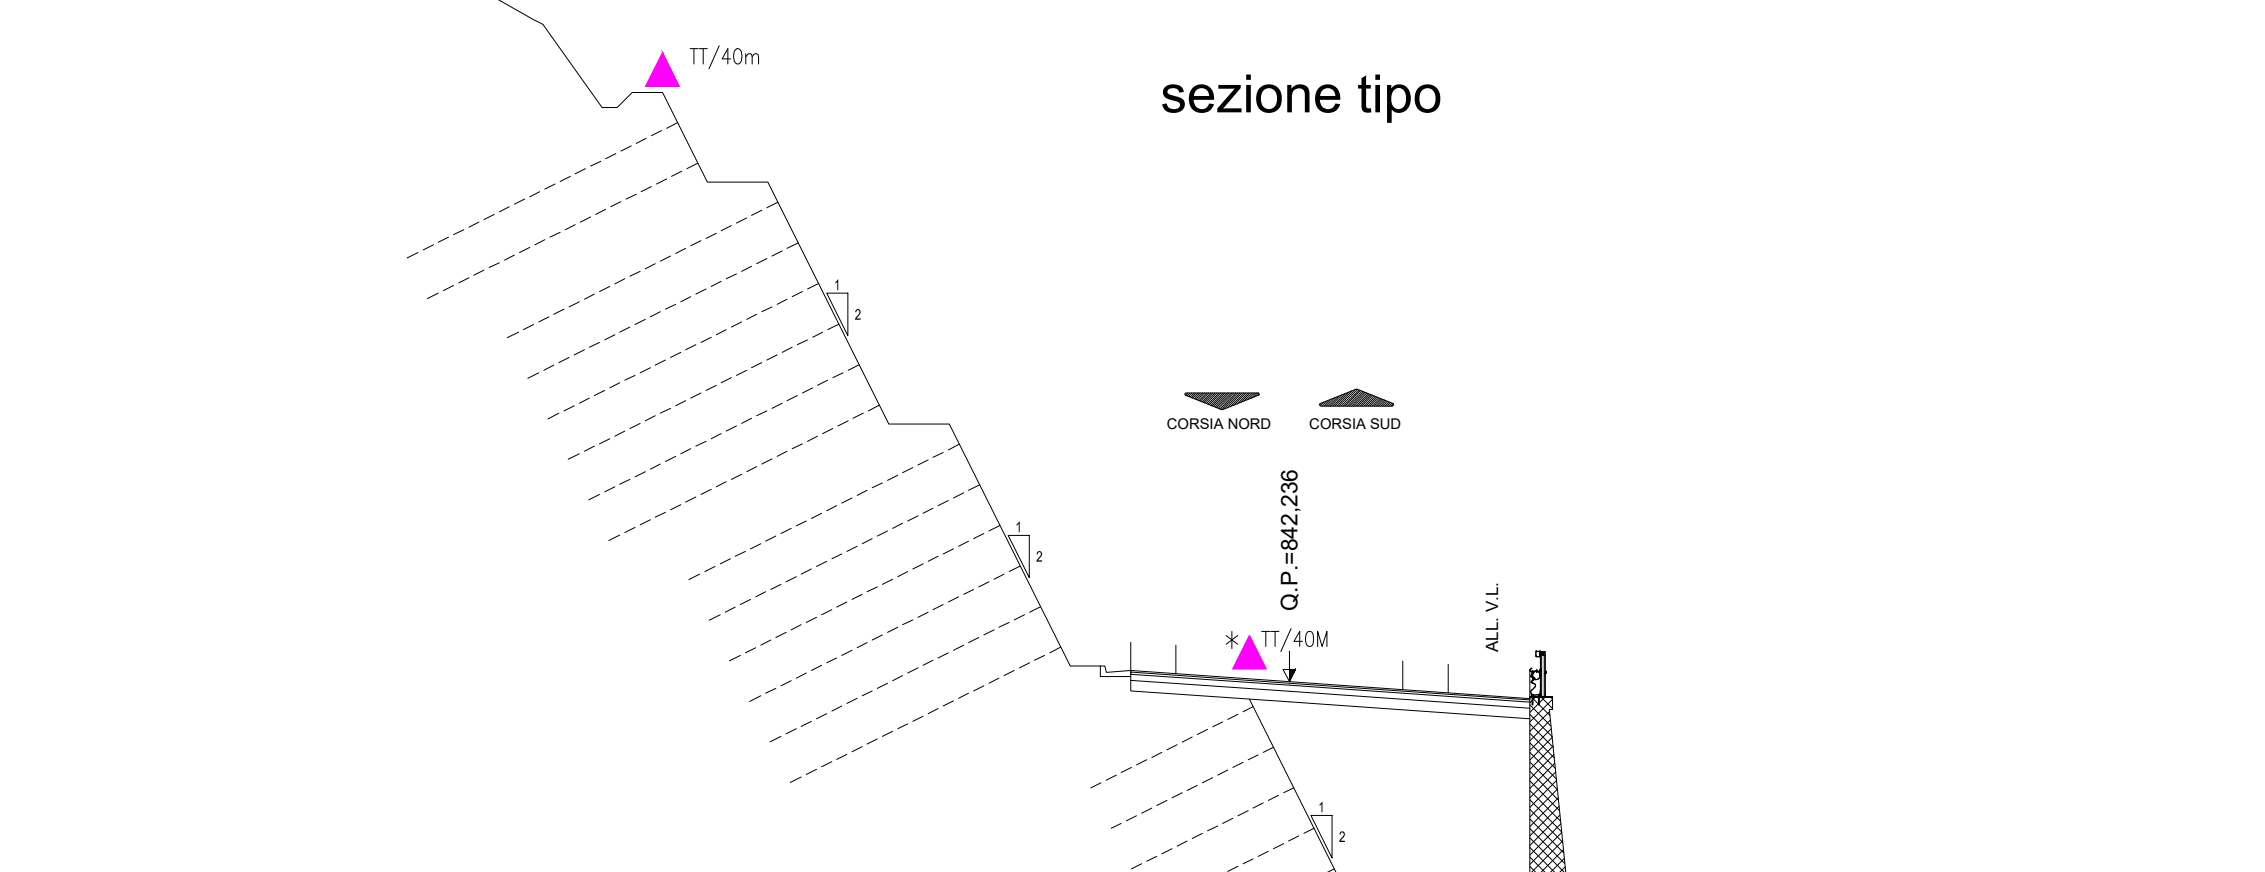 TT/40m
sezione tipo
1
2
CORSIA NORD
CORSIA SUD
Q.P.=842,236
1
2
ALL. V.L.
* TT/40M
1
2